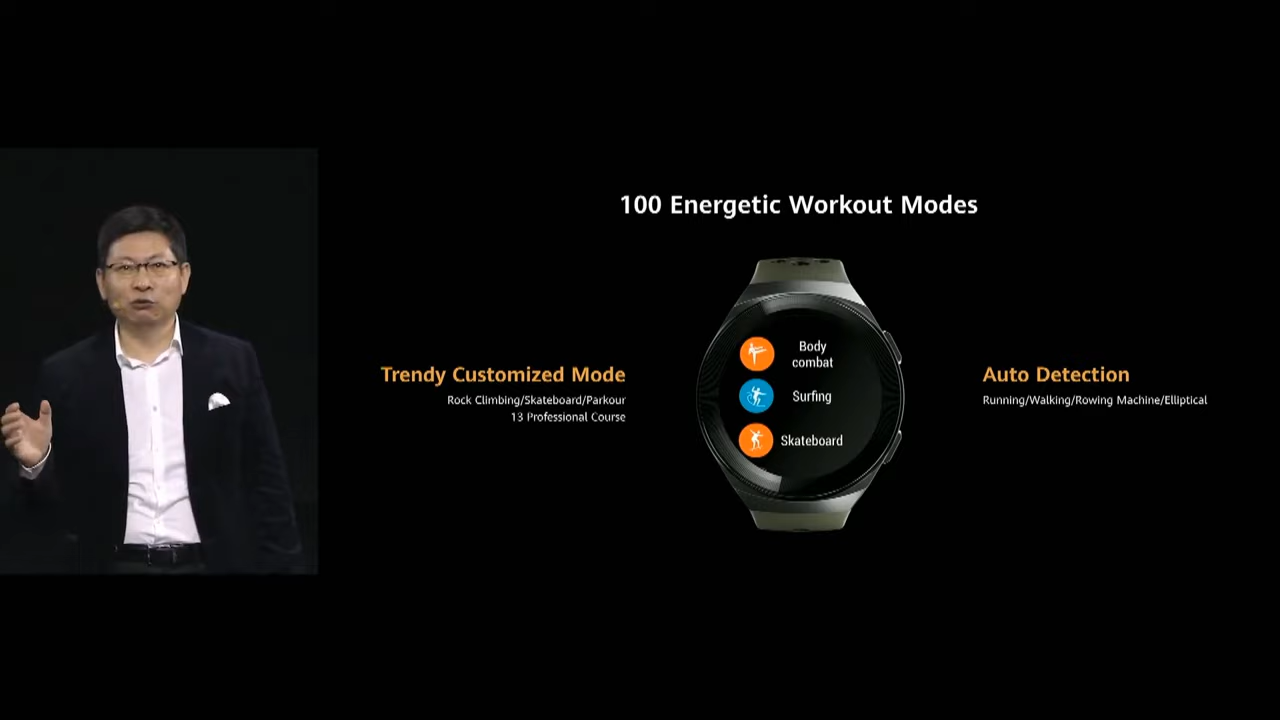 100 Energetic Workout Modes
Trendy Customized Mode
Rock Climbing/Skateboard/Parkour
13 Professional Course
Body
combat
Surfing
Skateboard
Auto Detection
Running/Walking/Rowing Machine/Elliptical